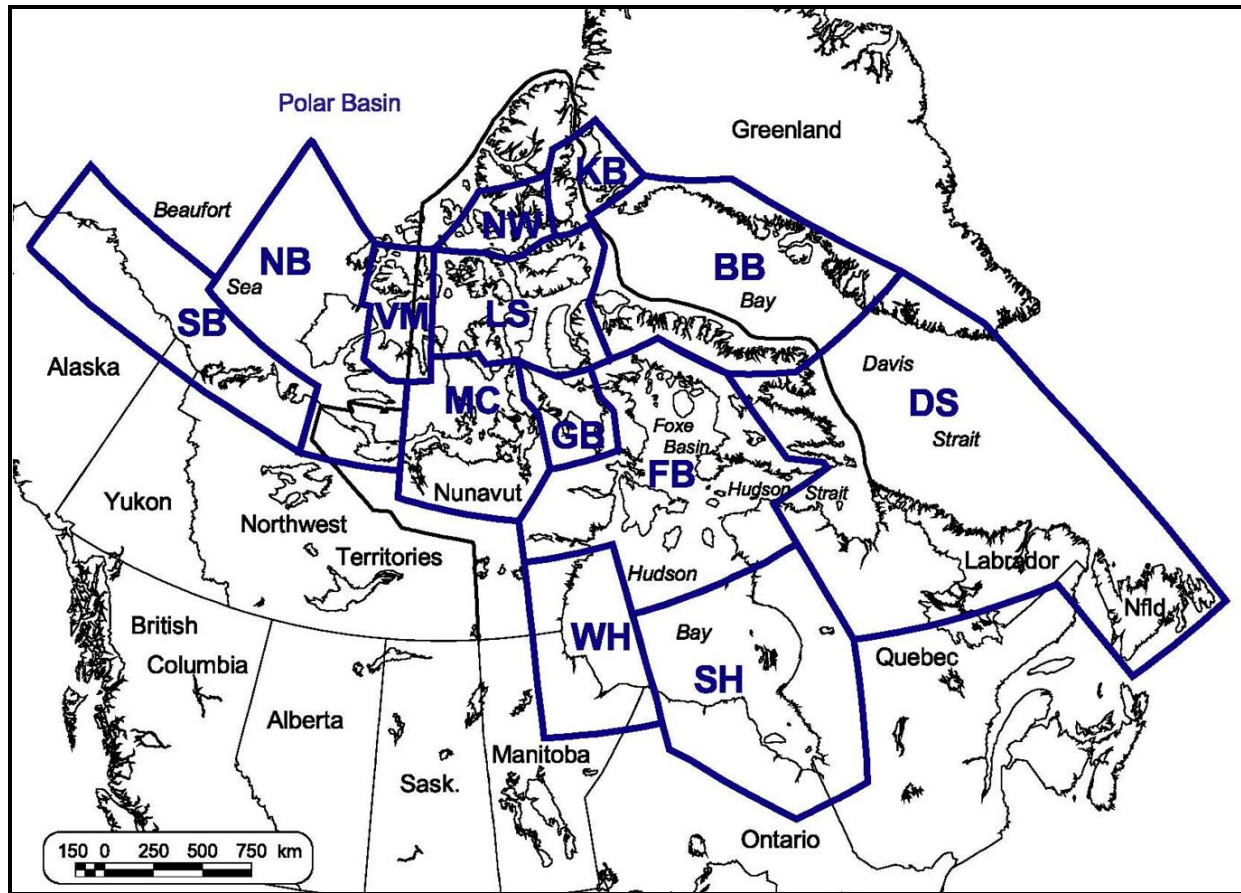 Polar Basin
Greenland
KB
Beaufort
NW
NB
BB
Sea
Bay
VM
LS
SB
Alaska
Davis
MC
DS
Foxe
GB
Strait
Basin
FB
Nunavut
Hudson
Strait
Yukon
Northwest
Territories
Labrador
Hudson
Nfld
British
WH
Bay
Columbia
Quebec
SH
Alberta
Manitoba
Sask.
Ontario
150 0 250 500 750 km